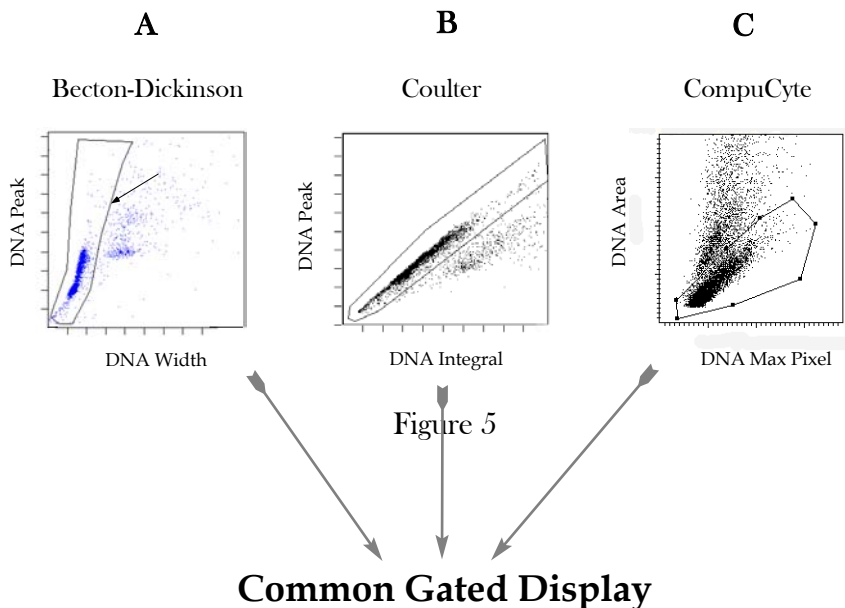 A
B
C
Becton-Dickinson
Coulter
CompuCyte
DNA Peak
DNA Peak
DNA Area
DNA Width
DNA Integral
DNA Max Pixel
Figure 5
Common Gated Display